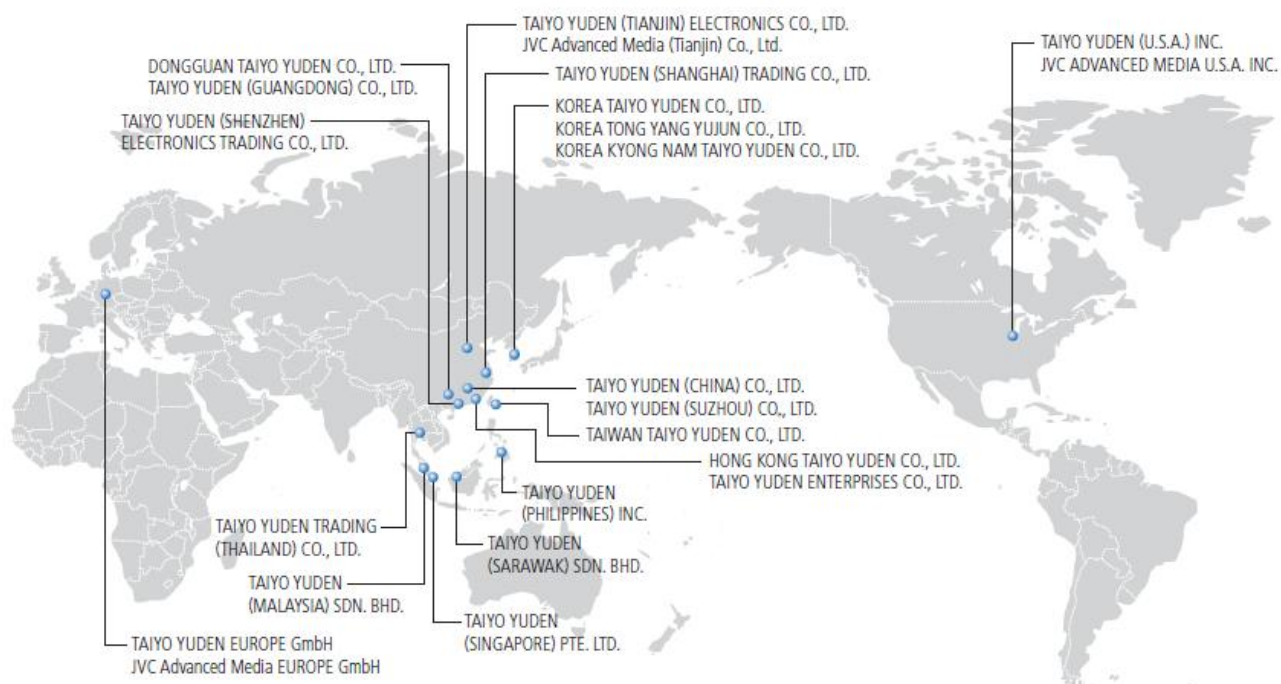 TAIYO YUDEN (TIANJIN) ELECTRONICS CO., LTD.
JVC Advanced Media (Tianjin) Co., Ltd.
TAIYO YUDEN (U.S.A.) INC.
JVC ADVANCED MEDIA U.S.A. INC.
DONGGUAN TAIYO YUDEN CO., LTD.
TAIYO YUDEN (GUANGDONG) CO., LTD.
TAIYO YUDEN (SHANGHAI) TRADING CO., LTD.
TAIYO YUDEN (SHENZHEN)
ELECTRONICS TRADING CO., LTD.
KOREA TAIYO YUDEN CO., LTD.
KOREA TONG YANG YUJUN CO., LTD.
KOREA KYONG NAM TAIYO YUDEN CO., LTD.
TAIYO YUDEN (CHINA) CO., LTD.
TAIYO YUDEN (SUZHOU) CO., LTD.
TAIWAN TAIYO YUDEN CO., LTD.
HONG KONG TAIYO YUDEN CO., LTD.
TAIYO YUDEN ENTERPRISES CO., LTD.
TAIYO YUDEN
(PHILIPPINES) INC.
TAIYO YUDEN TRADING
(THAILAND) CO., LTD.
TAIYO YUDEN
(SARAWAK) SDN. BHD.
TAIYO YUDEN
(MALAYSIA) SDN. BHD.
TAIYO YUDEN
(SINGAPORE) PTE. LTD.
TAIYO YUDEN EUROPE GmbH
JVC Advanced Media EUROPE GmbH